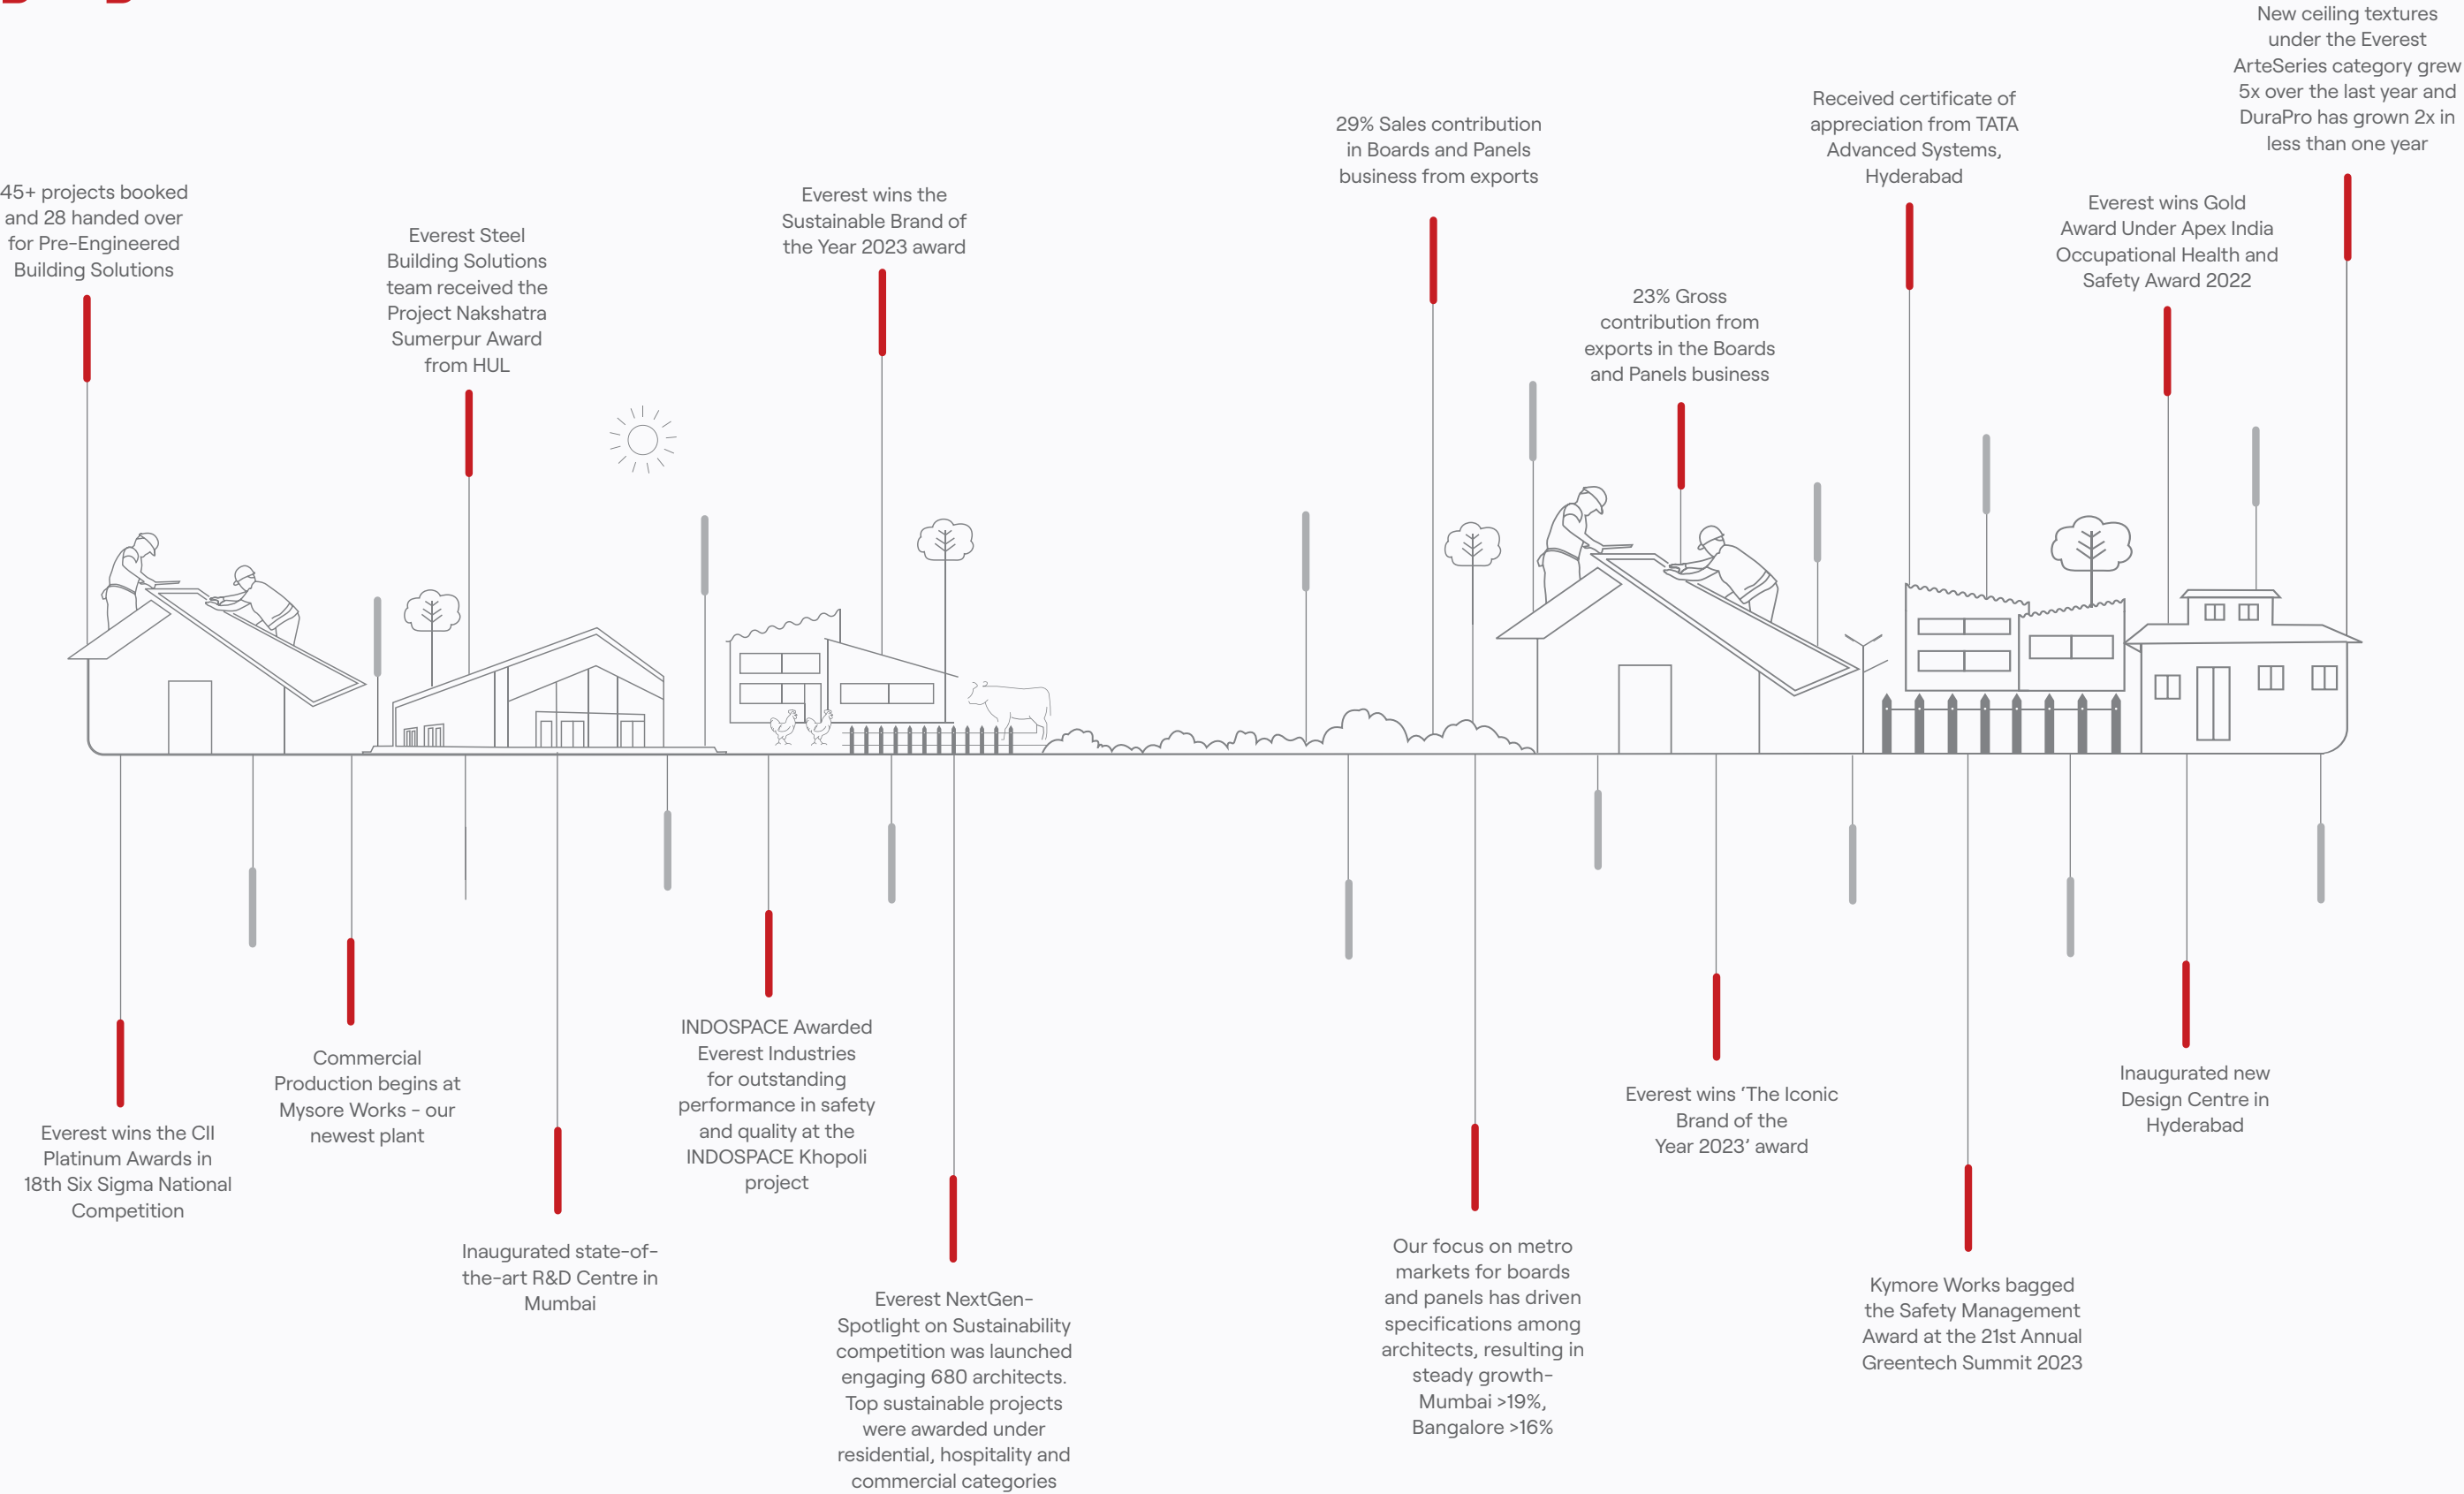 New ceiling textures
under the Everest
ArteSeries category grew
5x over the last year and
DuraPro has grown 2x in
less than one year
Received certificate of
appreciation from TATA
Advanced Systems,
Hyderabad
29% Sales contribution
in Boards and Panels
business from exports
45+ projects booked
and 28 handed over
for Pre-Engineered
Building Solutions
Everest wins the
Sustainable Brand of
the Year 2023 award
Everest wins Gold
Award Under Apex India
Occupational Health and
Safety Award 2022
Everest Steel
Building Solutions
team received the
Project Nakshatra
Sumerpur Award
from HUL
23% Gross
contribution from
exports in the Boards
and Panels business
INDOSPACE Awarded
Everest Industries
for outstanding
performance in safety
and quality at the
INDOSPACE Khopoli
project
Commercial
Production begins at
Mysore Works - our
newest plant
Inaugurated new
Design Centre in
Hyderabad
Everest wins ‘The Iconic
Brand of the
Year 2023’ award
Everest wins the CII
Platinum Awards in
18th Six Sigma National
Competition
Inaugurated state-of-
the-art R&D Centre in
Mumbai
Our focus on metro
markets for boards
and panels has driven
specifications among
architects, resulting in
steady growth-
Mumbai >19%,
Bangalore >16%
Kymore Works bagged
the Safety Management
Award at the 21st Annual
Greentech Summit 2023
Everest NextGen-
Spotlight on Sustainability
competition was launched
engaging 680 architects.
Top sustainable projects
were awarded under
residential, hospitality and
commercial categories